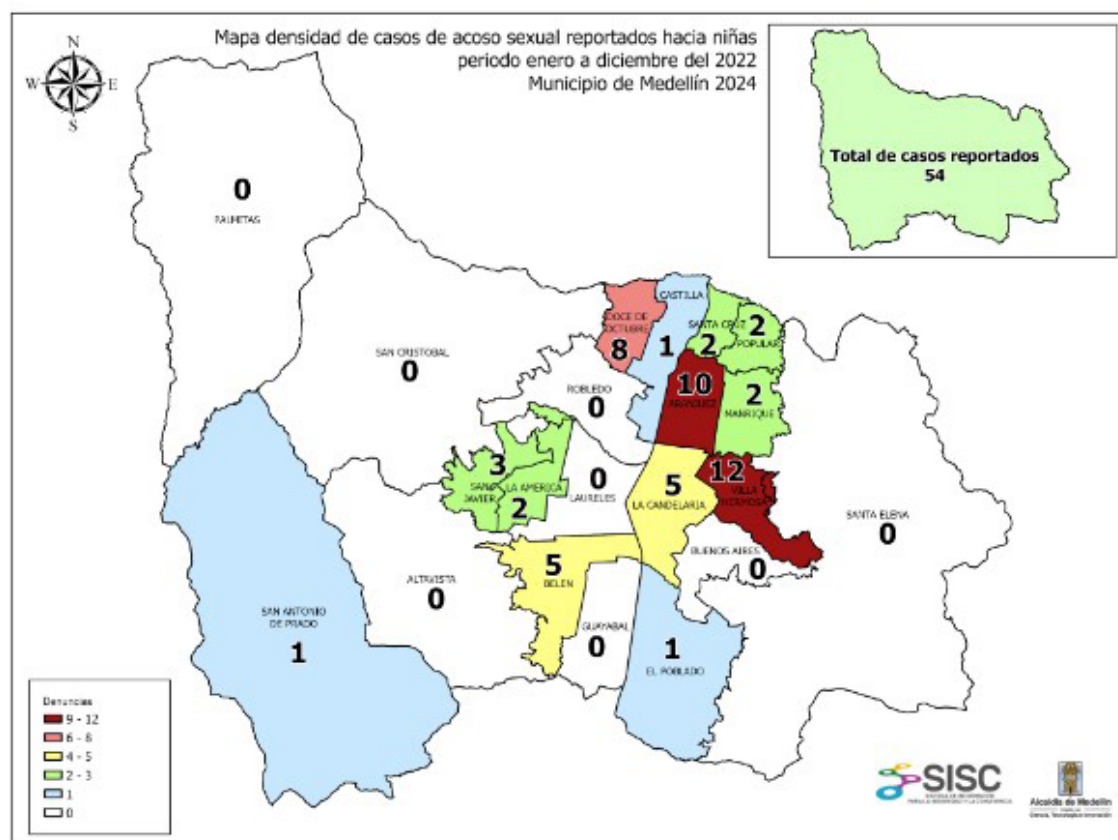 Mapa densidad de casos de acoso sexual reportados hacia niñas
periodo enero a diciembre del 2022
Municipio de Medellín 2024
N
W E
S
Total de casos reportados
54
0
PALMITAS
SAN CRISTOBAL
0
DOCE DE
OCTUBRE
8
CASTILLA
1
SANTA CRUZ
2
2
POPULAR
ROBLEDO
0
10
ARANJUEZ
2
MANRIQUE
3
SAN
JAVIER
LA AMERICA
2
0
LAURELES
5
LA CANDELARIA
12
VILLA
HERMOSA
SANTA ELENA
0
BUENOS AIRES
0
ALTAVISTA
0
5
BELEN
GUAYABAL
0
1
EL POBLADO
SAN ANTONIO
DE PRADO
1
Denuncias
9 - 12
6 - 8
4 - 5
2 - 3
1
0
SISC
Alcaldía de Medellín